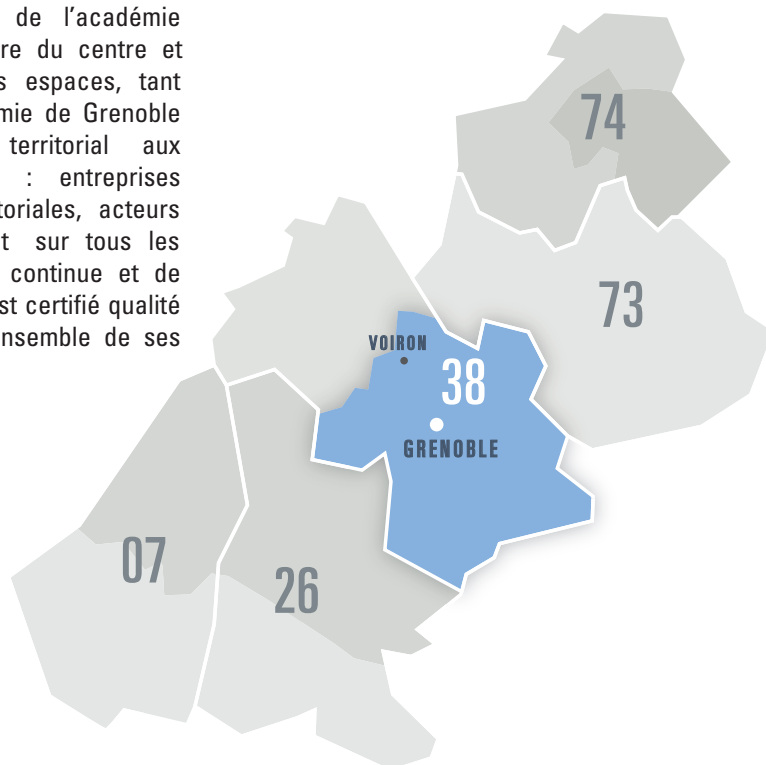 de l’académie
re du centre et
s espaces, tant
mie de Grenoble
territorial aux
: entreprises
toriales, acteurs
t sur tous les
continue et de
st certifié qualité
nsemble de ses
74
73
VOIRON
38
GRENOBLE
07
26